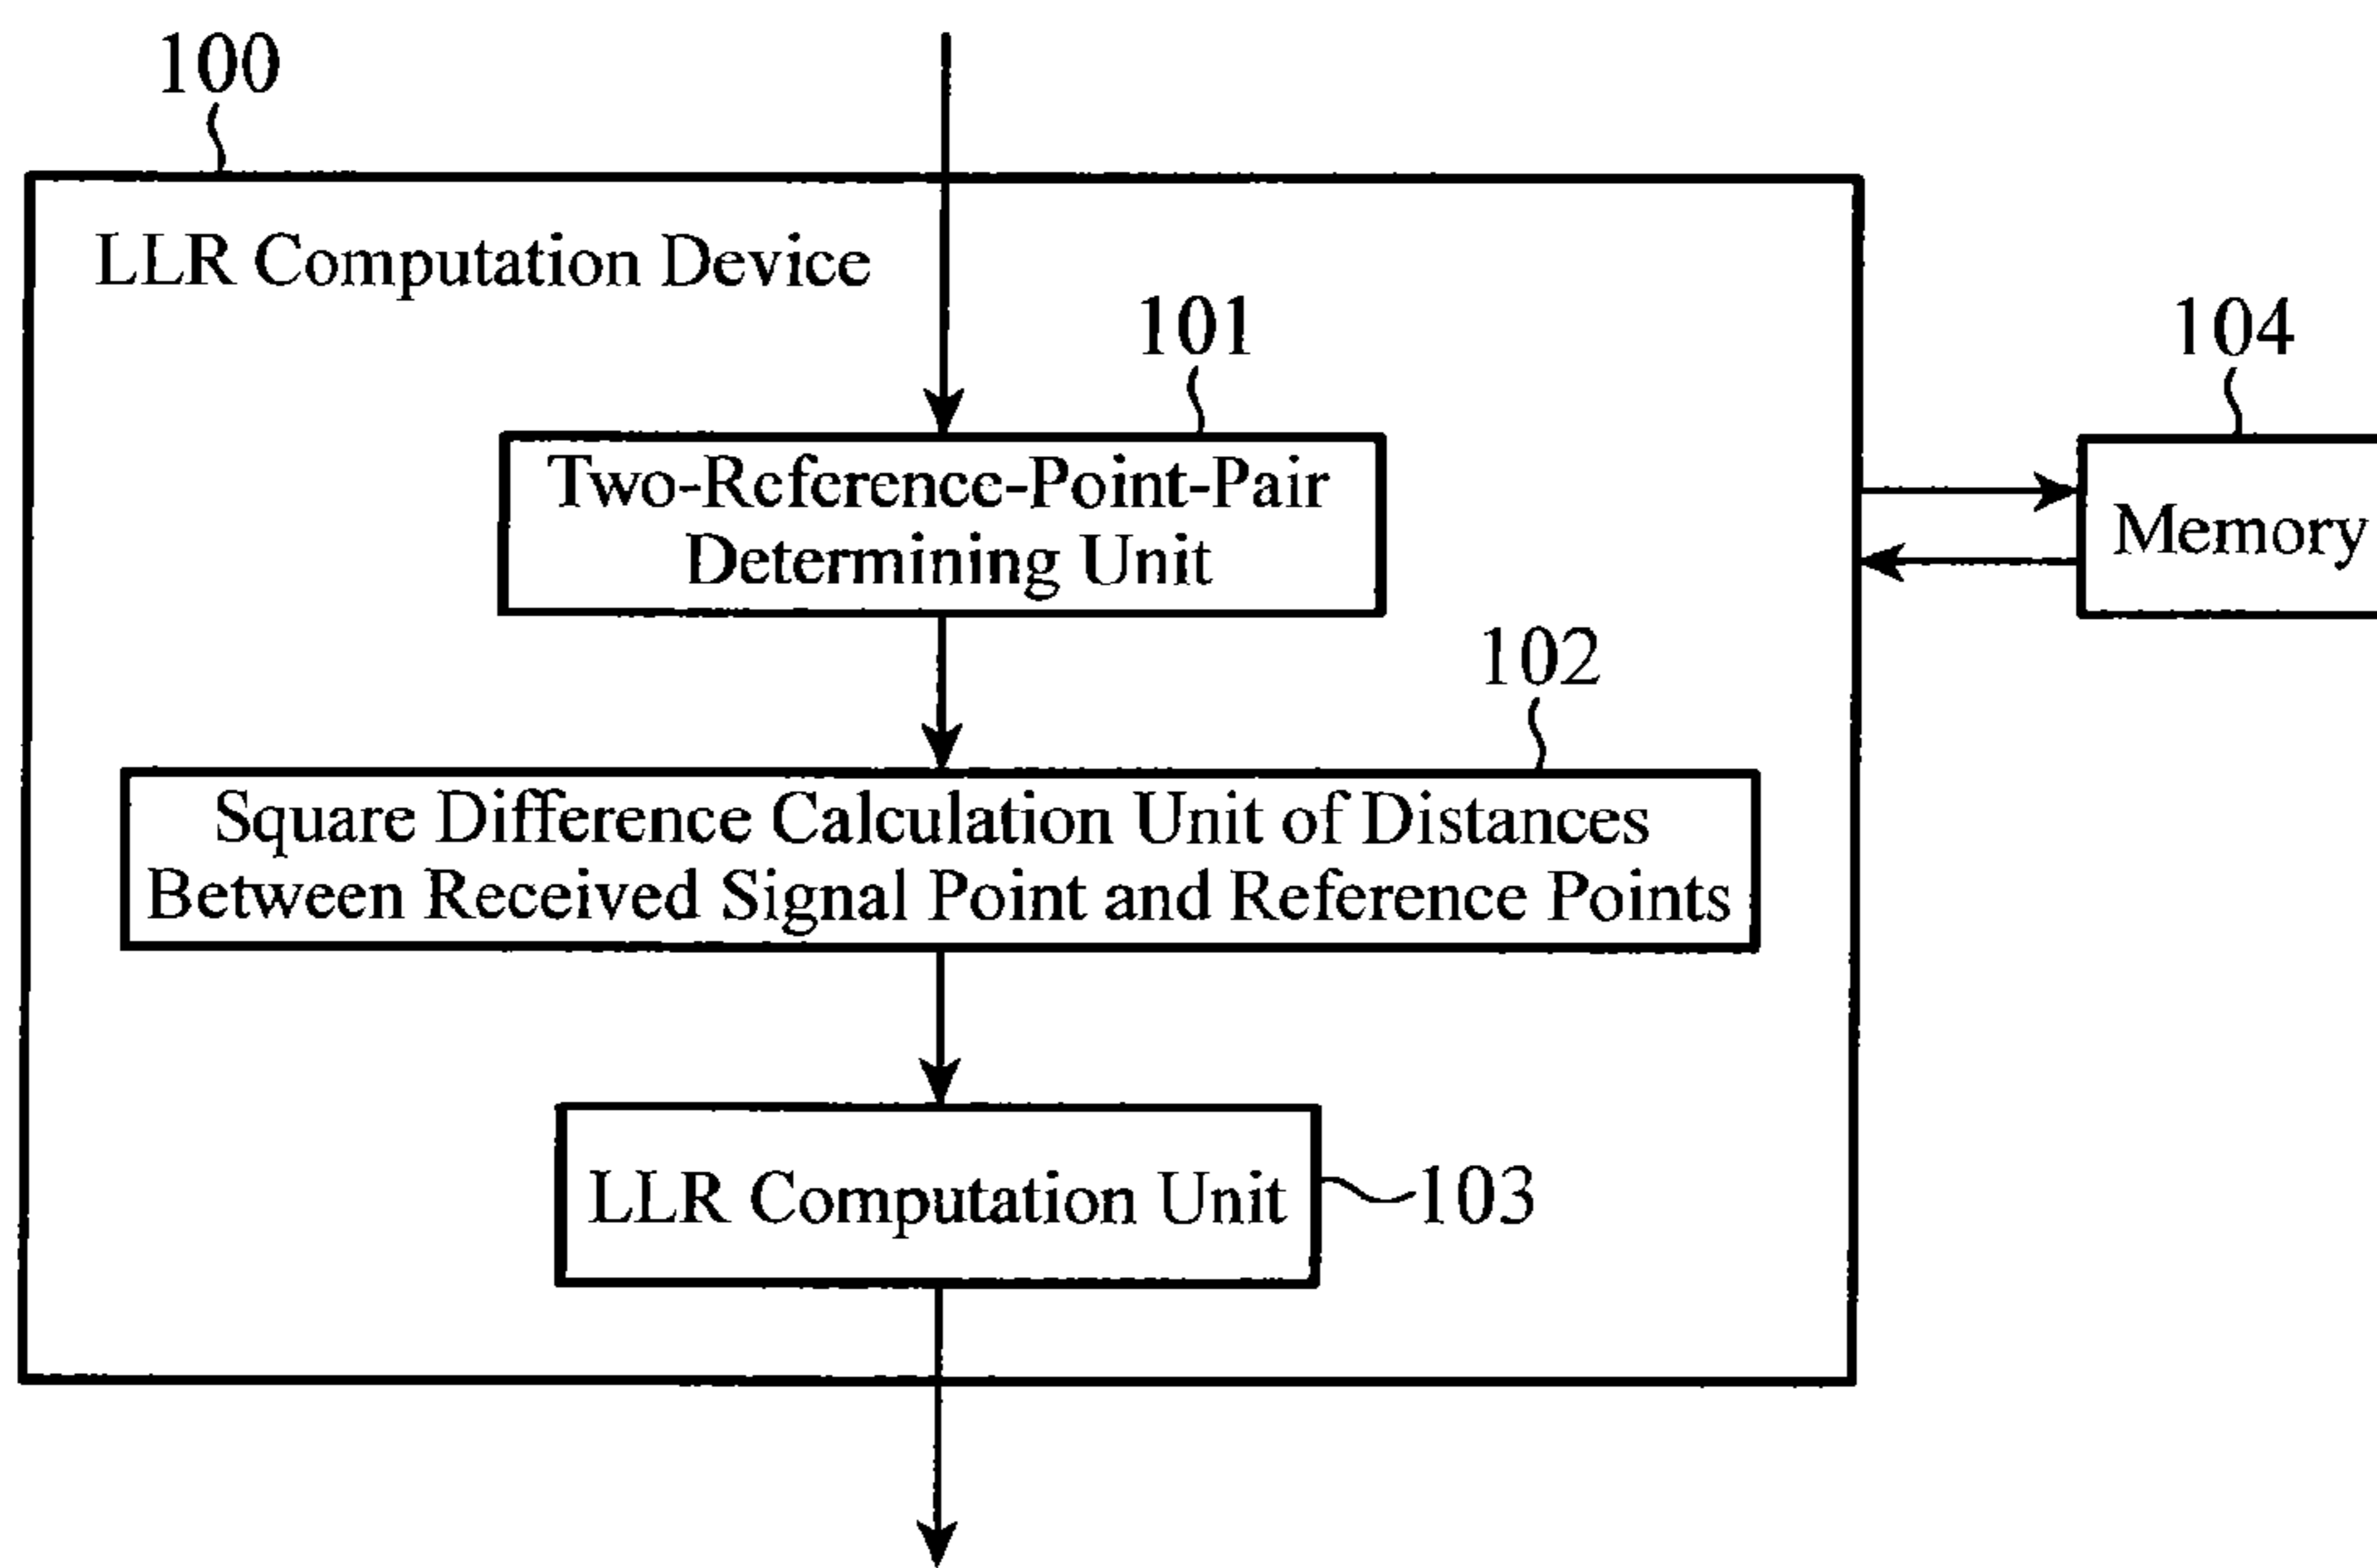 100
LLR Computation Device
101
104
Two-Reference-Point-Pair
Determining Unit
Memory
102
Square Difference Calculation Unit of Distances
Between Received Signal Point and Reference Points
LLR Computation Unit
103